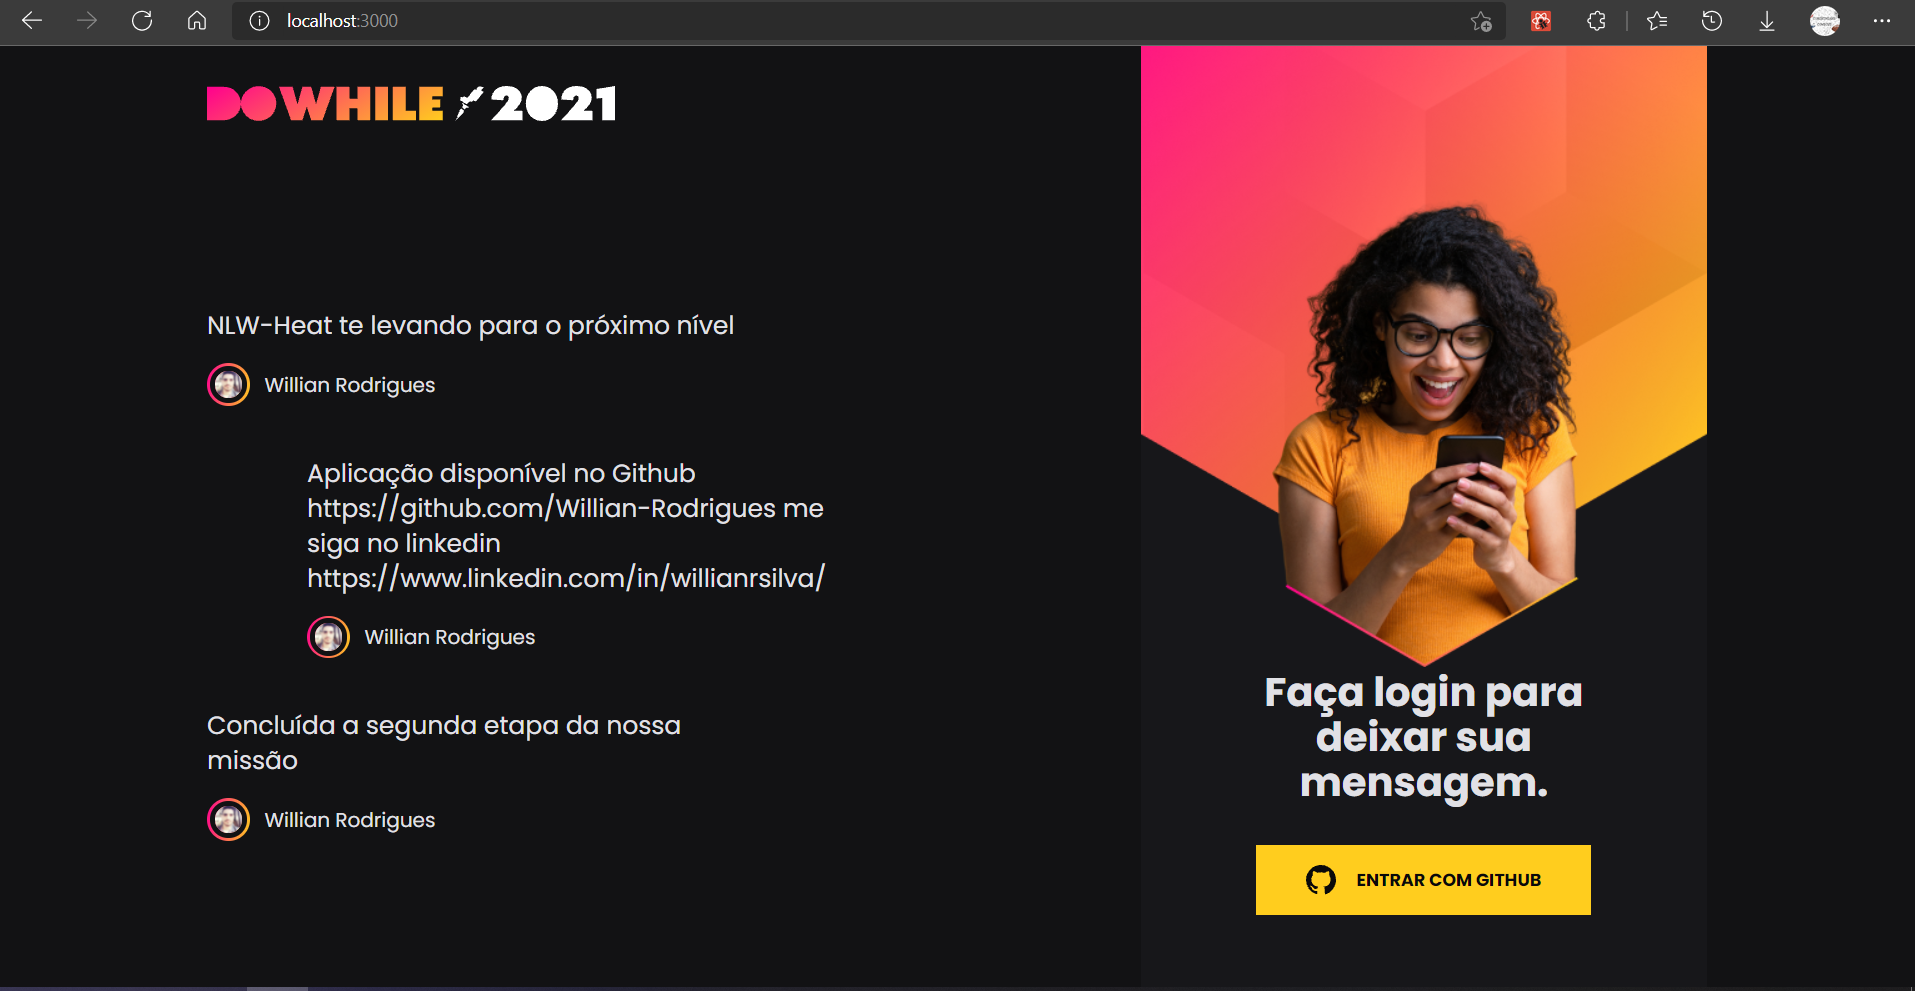 localhost:3000
DOWHILE 2021
NLW-Heat te levando para o próximo nível
Willian Rodrigues
Aplicação disponível no Github
https://github.com/Willian-Rodrigues me
siga no linkedin
https://www.linkedin.com/in/willianrsilva/
Willian Rodrigues
Concluída a segunda etapa da nossa
missão
Willian Rodrigues
Faça login para
deixar sua
mensagem.
ENTRAR COM GITHUB